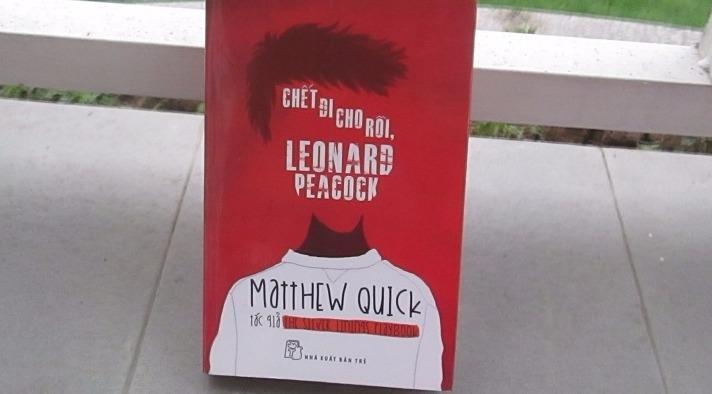 CHẾT ĐI CHO RỒI,
LEONARD
PEACOCK
MATTHEW QUICK
tác giả THE SILVER LININGS PLAYBOOK
NHÀ XUẤT BẢN TRẺ